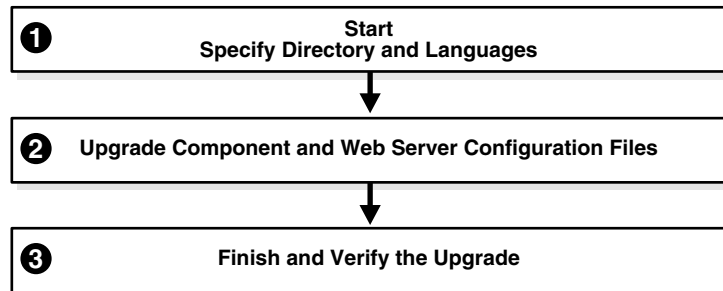 1
Start
Specify Directory and Languages
2
Upgrade Component and Web Server Configuration Files
3
Finish and Verify the Upgrade